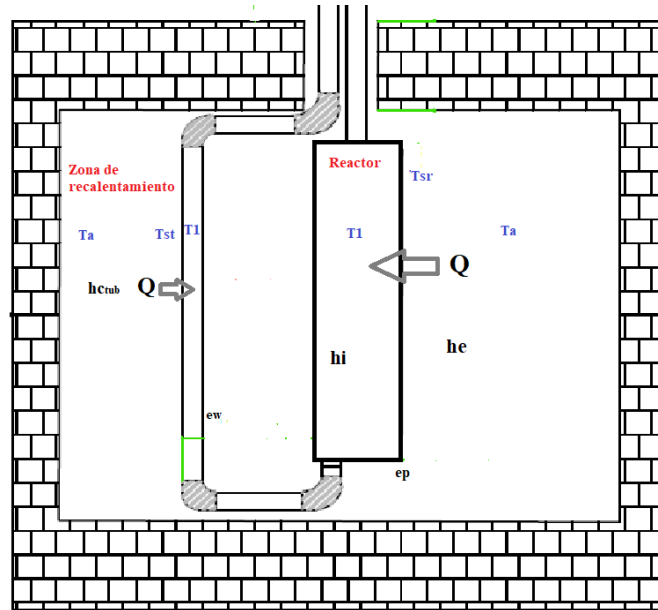 Zona de
recalentamiento
Reactor
Tsr
Ta
Tst
T1
T1
Ta
hctub
Q
Q
hi
he
ew
ep